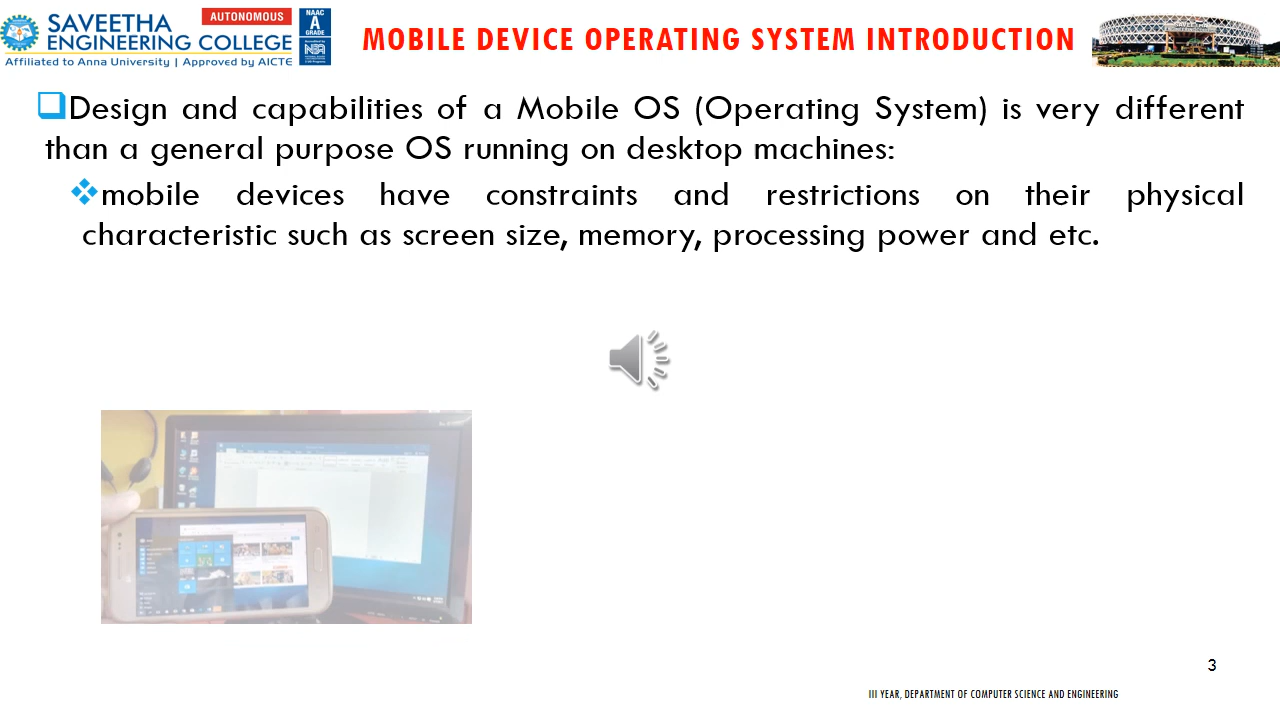 SAVEETHA
ENGINEERING COLLEGE
AUTONOMOUS
NAAC
A
GRADE
Affiliated to Anna University | Approved by AICTE
MOBILE DEVICE OPERATING SYSTEM INTRODUCTION
Design and capabilities of a Mobile OS (Operating System) is very different
than a general purpose OS running on desktop machines:
mobile devices have constraints and restrictions on their physical
characteristic such as screen size, memory, processing power and etc.
3
III YEAR, DEPARTMENT OF COMPUTER SCIENCE AND ENGINEERING